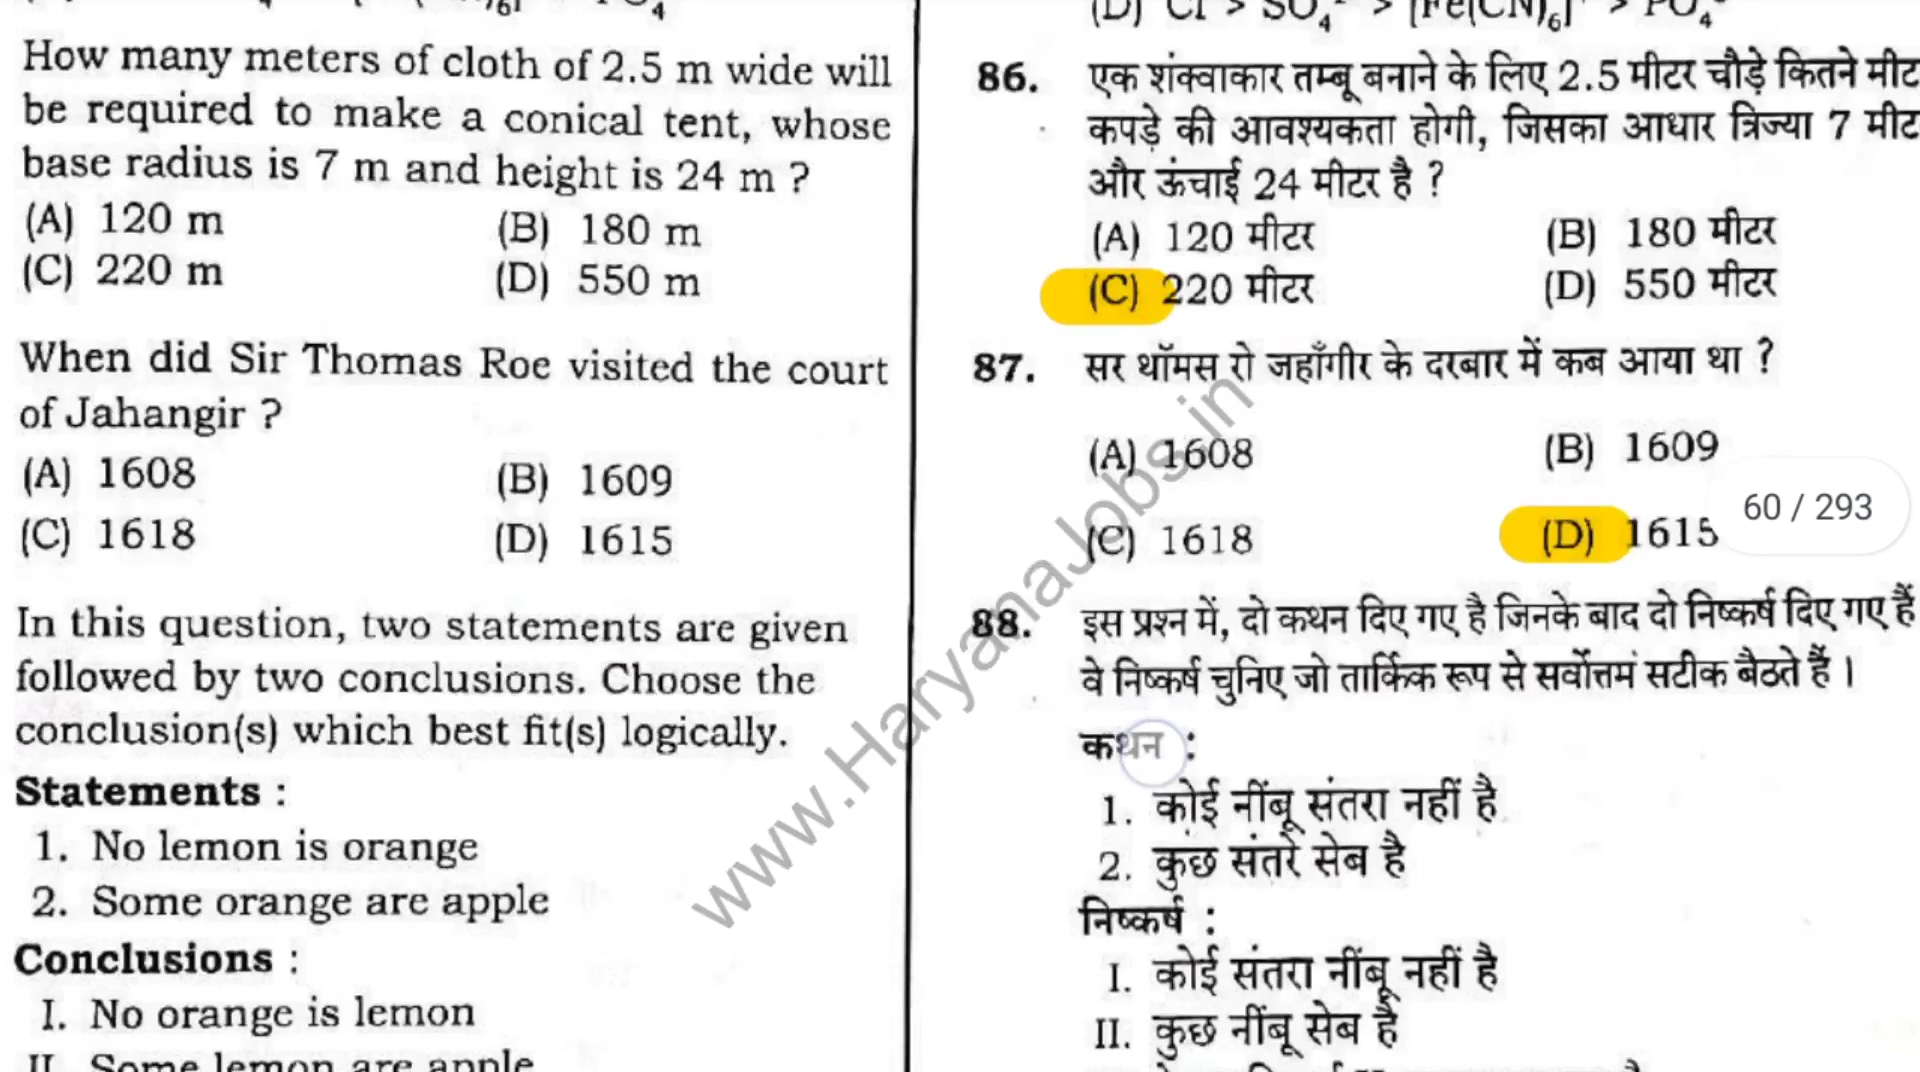 How many meters of cloth of 2.5 m wide will
be required to make a conical tent, whose
base radius is 7 m and height is 24 m ?
(A) 120 m (B) 180 m
(C) 220 m (D) 550 m
When did Sir Thomas Roe visited the court
of Jahangir ?
(A) 1608 (B) 1609
(C) 1618 (D) 1615
In this question, two statements are given
followed by two conclusions. Choose the
conclusion(s) which best fit(s) logically.
Statements :
1. No lemon is orange
2. Some orange are apple
Conclusions :
I. No orange is lemon
II. Some lemon are apple
86. एक शंक्वाकार तम्बू बनाने के लिए 2.5 मीटर चौड़े कितने मीट
कपड़े की आवश्यकता होगी, जिसका आधार त्रिज्या 7 मीट
और ऊंचाई 24 मीटर है ?
(A) 120 मीटर (B) 180 मीटर
(C) 220 मीटर (D) 550 मीटर
87. सर थॉमस रो जहाँगीर के दरबार में कब आया था ?
(A) 1608 (B) 1609
(C) 1618 (D) 1615
60 / 293
88. इस प्रश्न में, दो कथन दिए गए है जिनके बाद दो निष्कर्ष दिए गए हैं
वे निष्कर्ष चुनिए जो तार्किक रूप से सर्वोत्तम सटीक बैठते हैं ।
कथन :
1. कोई नींबू संतरा नहीं है
2. कुछ संतरे सेब है
निष्कर्ष :
I. कोई संतरा नींबू नहीं है
II. कुछ नींबू सेब है
www.HaryanaJobs.in